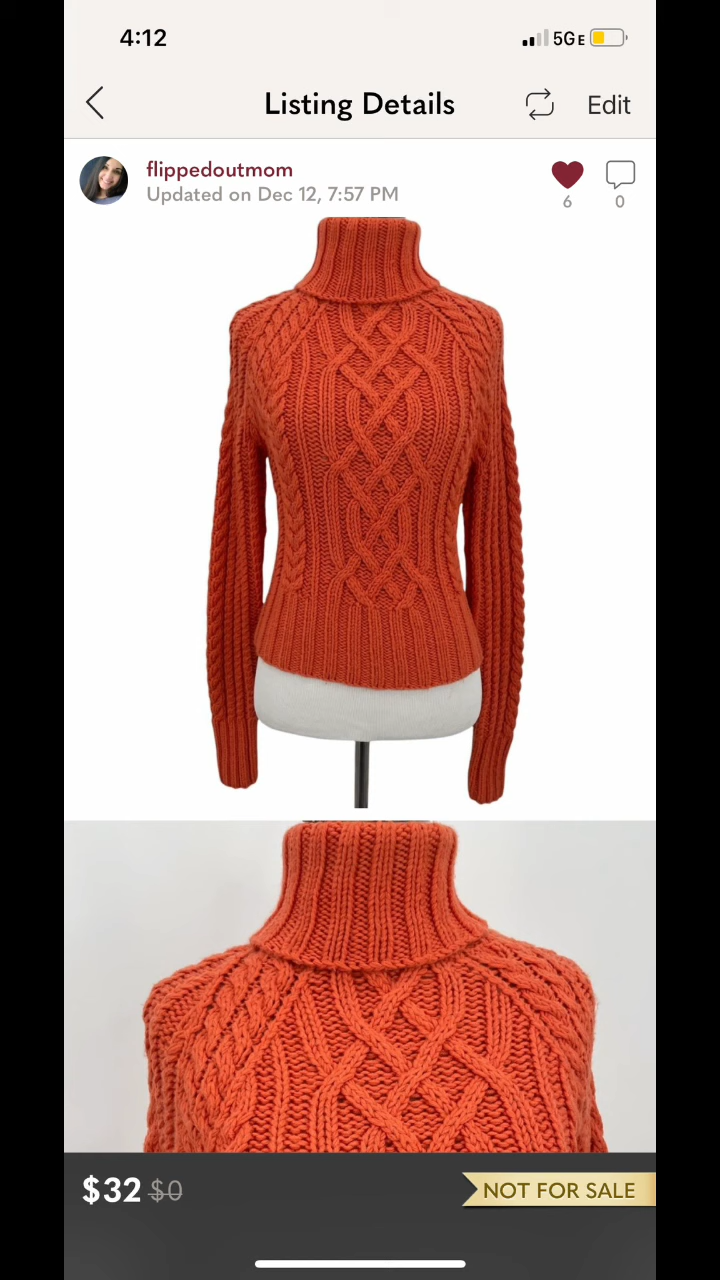 4:12
5GE
Listing Details
Edit
flippedoutmom
Updated on Dec 12, 7:57 PM
6
0
$32 $0
NOT FOR SALE